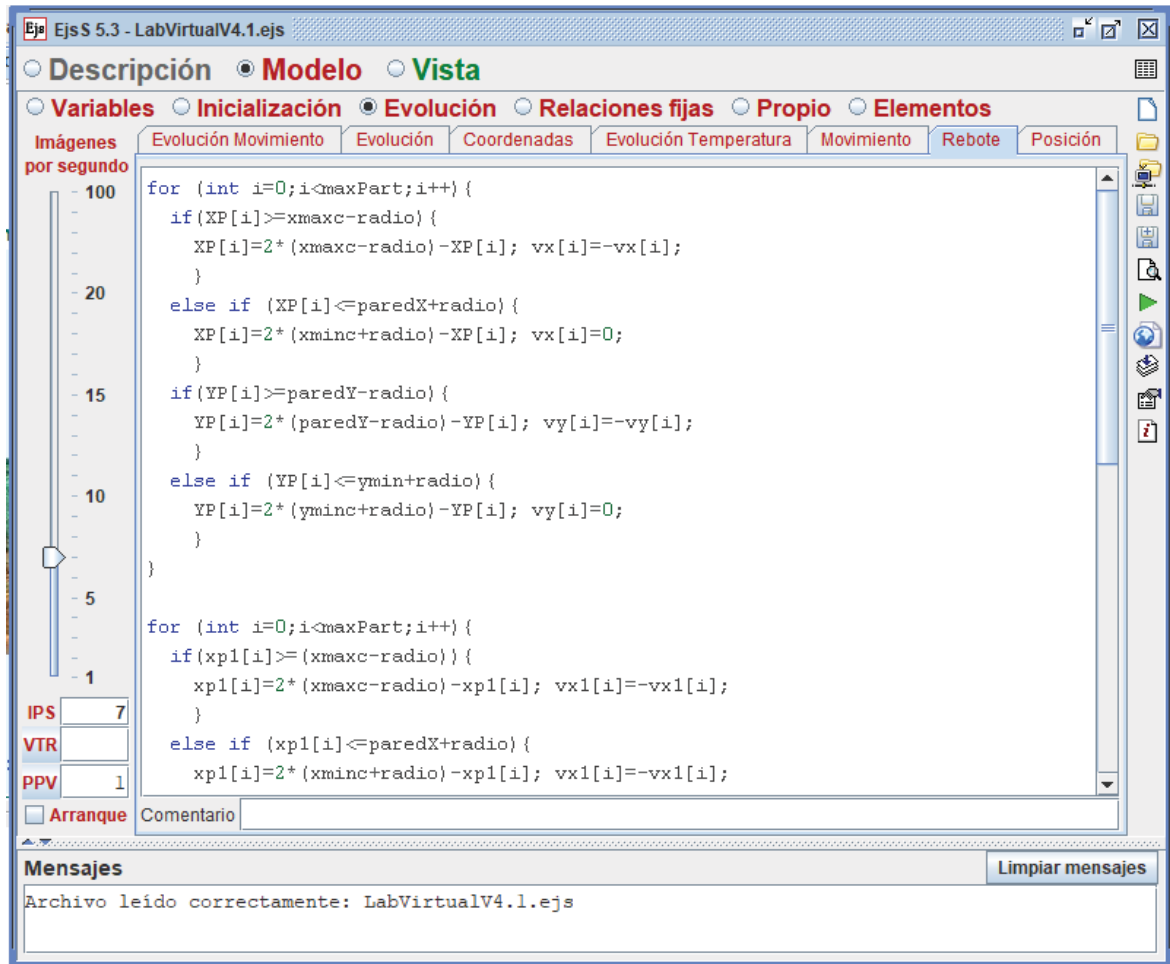 Ejs EjsS 5.3 - LabVirtualV4.1.ejs
Descripción Modelo Vista
Variables Inicialización Evolución Relaciones fijas Propio Elementos
Imágenes
por segundo
Evolución Movimiento Evolución Coordenadas Evolución Temperatura Movimiento Rebote Posición
100
20
15
10
5
1
IPS 7
VTR
PPV 1
Arranque
for (int i=0;i<maxPart;i++){
if(XP[i]>=xmaxc-radio){
XP[i]=2*(xmaxc-radio)-XP[i]; vx[i]=-vx[i];
}
else if (XP[i]<=paredX+radio){
XP[i]=2*(xminc+radio)-XP[i]; vx[i]=0;
}
if(YP[i]>=paredY-radio){
YP[i]=2*(paredY-radio)-YP[i]; vy[i]=-vy[i];
}
else if (YP[i]<=ymin+radio){
YP[i]=2*(yminc+radio)-YP[i]; vy[i]=0;
}
}
for (int i=0;i<maxPart;i++){
if(xp1[i]>=(xmaxc-radio)){
xp1[i]=2*(xmaxc-radio)-xp1[i]; vx1[i]=-vx1[i];
}
else if (xp1[i]<=paredX+radio){
xp1[i]=2*(xminc+radio)-xp1[i]; vx1[i]=-vx1[i];
Comentario
Mensajes
Limpiar mensajes
Archivo leído correctamente: LabVirtualV4.1.ejs